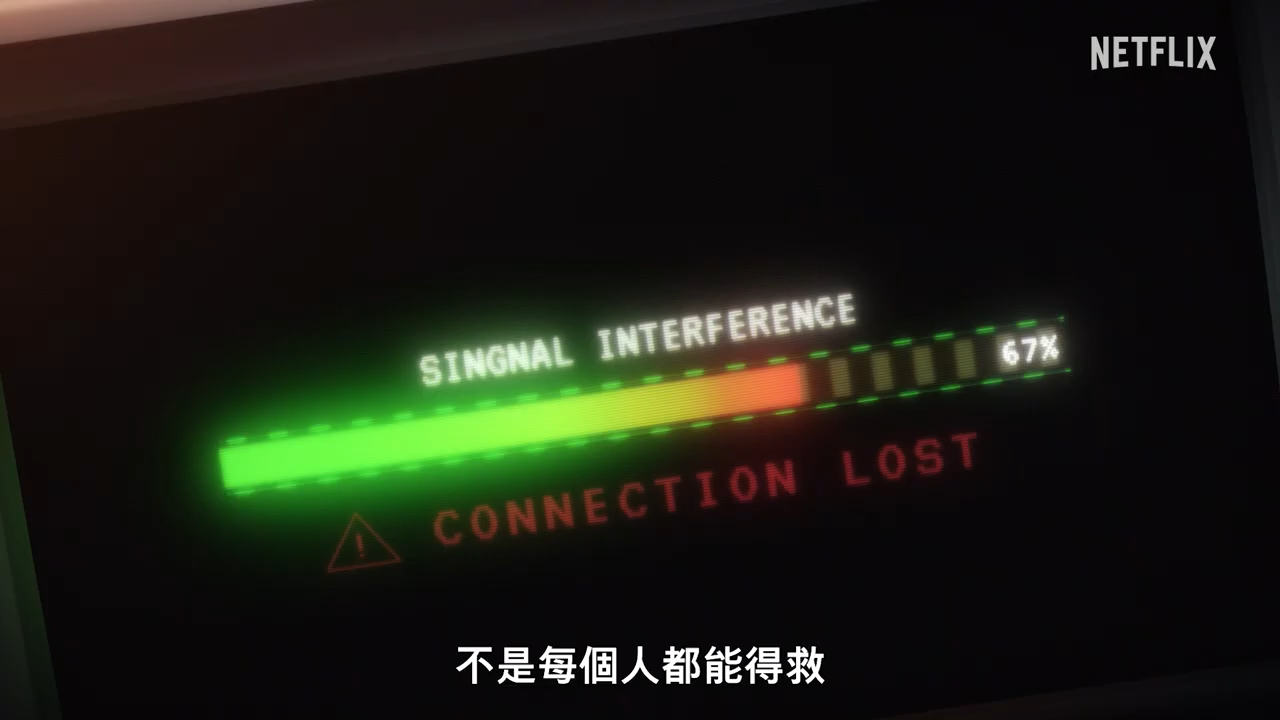 NETFLIX
SINGNAL INTERFERENCE
67%
CONNECTION LOST
不是每個人都能得救